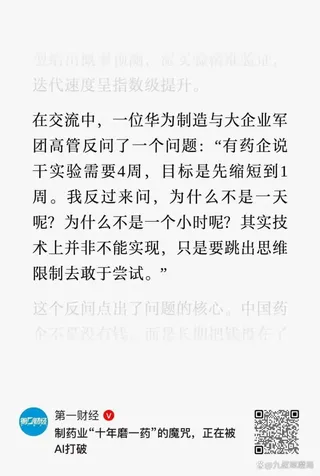 迭代速度呈指数级提升。
在交流中，一位华为制造与大企业军
团高管反问了一个问题：“有药企说
干实验需要4周，目标是先缩短到1
周。我反过来问，为什么不是一天
呢？为什么不是一个小时呢？其实技
术上并非不能实现，只是要跳出思维
限制去敢于尝试。”
这个反问点出了问题的核心。中国药
第一财经
制药业“十年磨一药”的魔咒，正在被
AI打破